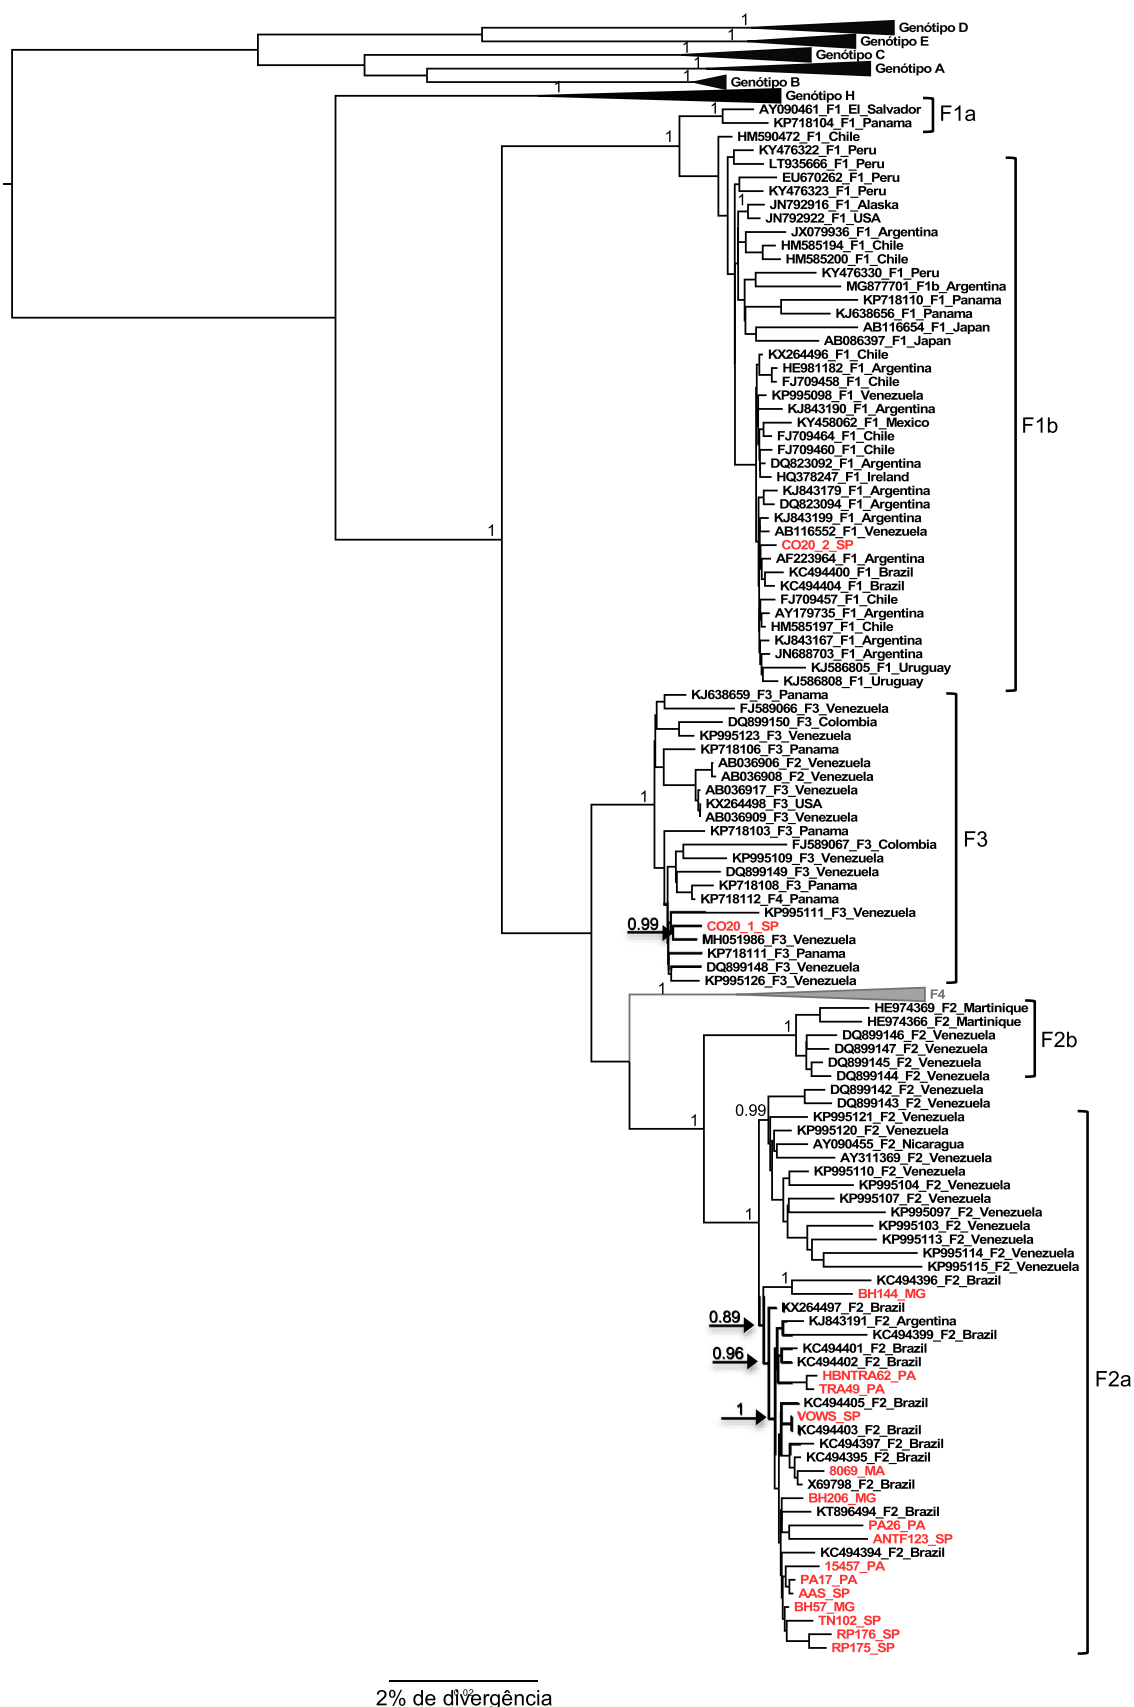 1
Genótipo D
1
Genótipo E
1
Genótipo C
1
Genótipo A
1
Genótipo B
1
Genótipo H
1
AY090461_F1_El_Salvador
F1a
KP718104_F1_Panama
1
HM590472_F1_Chile
KY476322_F1_Peru
LT935666_F1_Peru
EU670262_F1_Peru
KY476323_F1_Peru
1
JN792916_F1_Alaska
JN792922_F1_USA
JX079936_F1_Argentina
HM585194_F1_Chile
HM585200_F1_Chile
KY476330_F1_Peru
MG877701_F1b_Argentina
KP718110_F1_Panama
KJ638656_F1_Panama
AB116654_F1_Japan
AB086397_F1_Japan
KX264496_F1_Chile
HE981182_F1_Argentina
FJ709458_F1_Chile
KP995098_F1_Venezuela
KJ843190_F1_Argentina
KY458062_F1_Mexico
F1b
FJ709464_F1_Chile
FJ709460_F1_Chile
DQ823092_F1_Argentina
HQ378247_F1_Ireland
KJ843179_F1_Argentina
DQ823094_F1_Argentina
KJ843199_F1_Argentina
1
AB116552_F1_Venezuela
CO20_2_SP
AF223964_F1_Argentina
KC494400_F1_Brazil
KC494404_F1_Brazil
FJ709457_F1_Chile
AY179735_F1_Argentina
HM585197_F1_Chile
KJ843167_F1_Argentina
JN688703_F1_Argentina
KJ586805_F1_Uruguay
KJ586808_F1_Uruguay
KJ638659_F3_Panama
FJ589066_F3_Venezuela
DQ899150_F3_Colombia
KP995123_F3_Venezuela
KP718106_F3_Panama
AB036906_F2_Venezuela
AB036908_F2_Venezuela
AB036917_F3_Venezuela
1
KX264498_F3_USA
AB036909_F3_Venezuela
KP718103_F3_Panama
F3
FJ589067_F3_Colombia
KP995109_F3_Venezuela
DQ899149_F3_Venezuela
KP718108_F3_Panama
KP718112_F4_Panama
KP995111_F3_Venezuela
0.99
CO20_1_SP
MH051986_F3_Venezuela
KP718111_F3_Panama
DQ899148_F3_Venezuela
KP995126_F3_Venezuela
1
F4
HE974369_F2_Martinique
HE974366_F2_Martinique
1
DQ899146_F2_Venezuela
F2b
DQ899147_F2_Venezuela
DQ899145_F2_Venezuela
DQ899144_F2_Venezuela
DQ899142_F2_Venezuela
DQ899143_F2_Venezuela
0.99
KP995121_F2_Venezuela
1
KP995120_F2_Venezuela
AY090455_F2_Nicaragua
AY311369_F2_Venezuela
KP995110_F2_Venezuela
KP995104_F2_Venezuela
KP995107_F2_Venezuela
1
KP995097_F2_Venezuela
KP995103_F2_Venezuela
KP995113_F2_Venezuela
KP995114_F2_Venezuela
KP995115_F2_Venezuela
1
KC494396_F2_Brazil
BH144_MG
KX264497_F2_Brazil
0.89
KJ843191_F2_Argentina
KC494399_F2_Brazil
KC494401_F2_Brazil
0.96
KC494402_F2_Brazil
HBNTRA62_PA
F2a
TRA49_PA
KC494405_F2_Brazil
1
VOWS_SP
KC494403_F2_Brazil
KC494397_F2_Brazil
KC494395_F2_Brazil
8069_MA
X69798_F2_Brazil
BH206_MG
KT896494_F2_Brazil
PA26_PA
ANTF123_SP
KC494394_F2_Brazil
15457_PA
PA17_PA
AAS_SP
BH57_MG
TN102_SP
RP176_SP
RP175_SP
0.02
2% de divergência